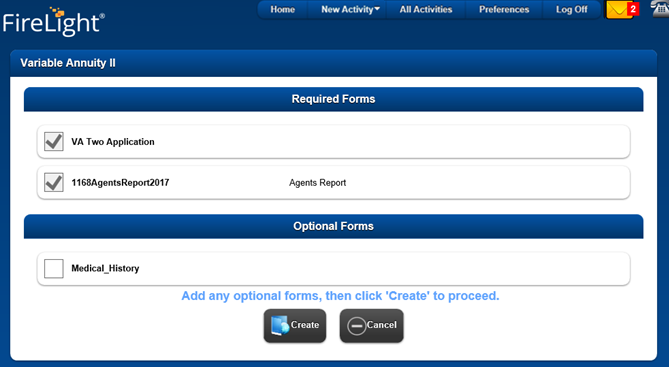 FireLight®
Home New Activity All Activities Preferences Log Off 2
Variable Annuity II
Required Forms
VA Two Application
1168AgentsReport2017 Agents Report
Optional Forms
Medical_History
Add any optional forms, then click 'Create' to proceed.
Create Cancel